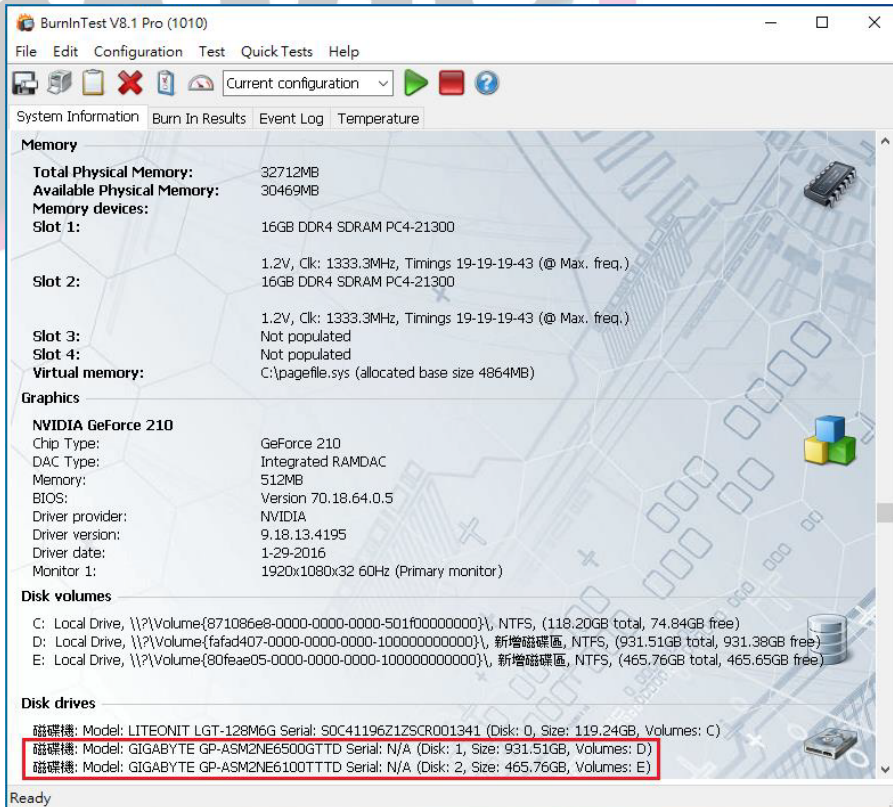 BurnInTest V8.1 Pro (1010)
File Edit Configuration Test Quick Tests Help
Current configuration
System Information Burn In Results Event Log Temperature
Memory
Total Physical Memory: 32712MB
Available Physical Memory: 30469MB
Memory devices:
Slot 1: 16GB DDR4 SDRAM PC4-21300
1.2V, Clk: 1333.3MHz, Timings 19-19-19-43 (@ Max. freq.)
Slot 2: 16GB DDR4 SDRAM PC4-21300
1.2V, Clk: 1333.3MHz, Timings 19-19-19-43 (@ Max. freq.)
Slot 3: Not populated
Slot 4: Not populated
Virtual memory: C:\pagefile.sys (allocated base size 4864MB)
Graphics
NVIDIA GeForce 210
Chip Type: GeForce 210
DAC Type: Integrated RAMDAC
Memory: 512MB
BIOS: Version 70.18.64.0.5
Driver provider: NVIDIA
Driver version: 9.18.13.4195
Driver date: 1-29-2016
Monitor 1: 1920x1080x32 60Hz (Primary monitor)
Disk volumes
C: Local Drive, \\?\Volume{871086e8-0000-0000-0000-501f00000000}\, NTFS, (118.20GB total, 74.84GB free)
D: Local Drive, \\?\Volume{fafad407-0000-0000-0000-100000000000}\, 新增磁碟區, NTFS, (931.51GB total, 931.38GB free)
E: Local Drive, \\?\Volume{80feae05-0000-0000-0000-100000000000}\, 新增磁碟區, NTFS, (465.76GB total, 465.65GB free)
Disk drives
磁碟機: Model: LITEONIT LGT-128M6G Serial: S0C41196Z1ZSCR001341 (Disk: 0, Size: 119.24GB, Volumes: C)
磁碟機: Model: GIGABYTE GP-ASM2NE6500GTTD Serial: N/A (Disk: 1, Size: 931.51GB, Volumes: D)
磁碟機: Model: GIGABYTE GP-ASM2NE6100TTTD Serial: N/A (Disk: 2, Size: 465.76GB, Volumes: E)
Ready